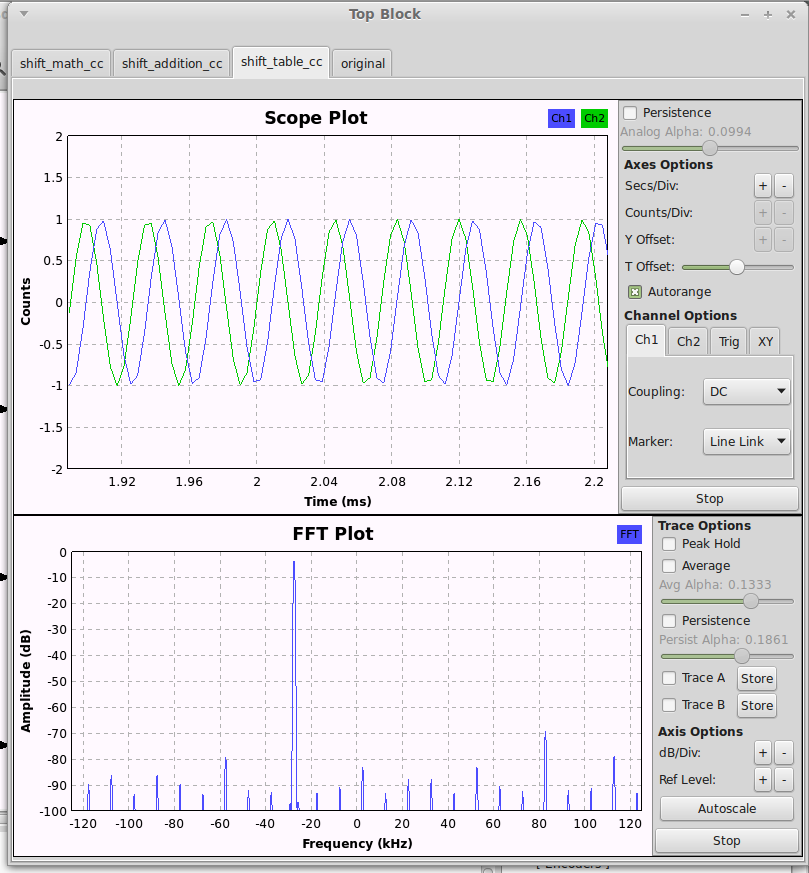 Top Block
shift_math_cc shift_addition_cc shift_table_cc original
Scope Plot
Ch1 Ch2
2
1.5
1
0.5
0
-0.5
-1
-1.5
-2
Counts
1.92 1.96 2 2.04 2.08 2.12 2.16 2.2
Time (ms)
Persistence
Analog Alpha: 0.0994
Axes Options
Secs/Div: + -
Counts/Div: + -
Y Offset: + -
T Offset:
Autorange
Channel Options
Ch1 Ch2 Trig XY
Coupling: DC
Marker: Line Link
Stop
FFT Plot
FFT
0
-10
-20
-30
-40
-50
-60
-70
-80
-90
-100
Amplitude (dB)
-120 -100 -80 -60 -40 -20 0 20 40 60 80 100 120
Frequency (kHz)
Trace Options
Peak Hold
Average
Avg Alpha: 0.1333
Persistence
Persist Alpha: 0.1861
Trace A Store
Trace B Store
Axis Options
dB/Div: + -
Ref Level: + -
Autoscale
Stop